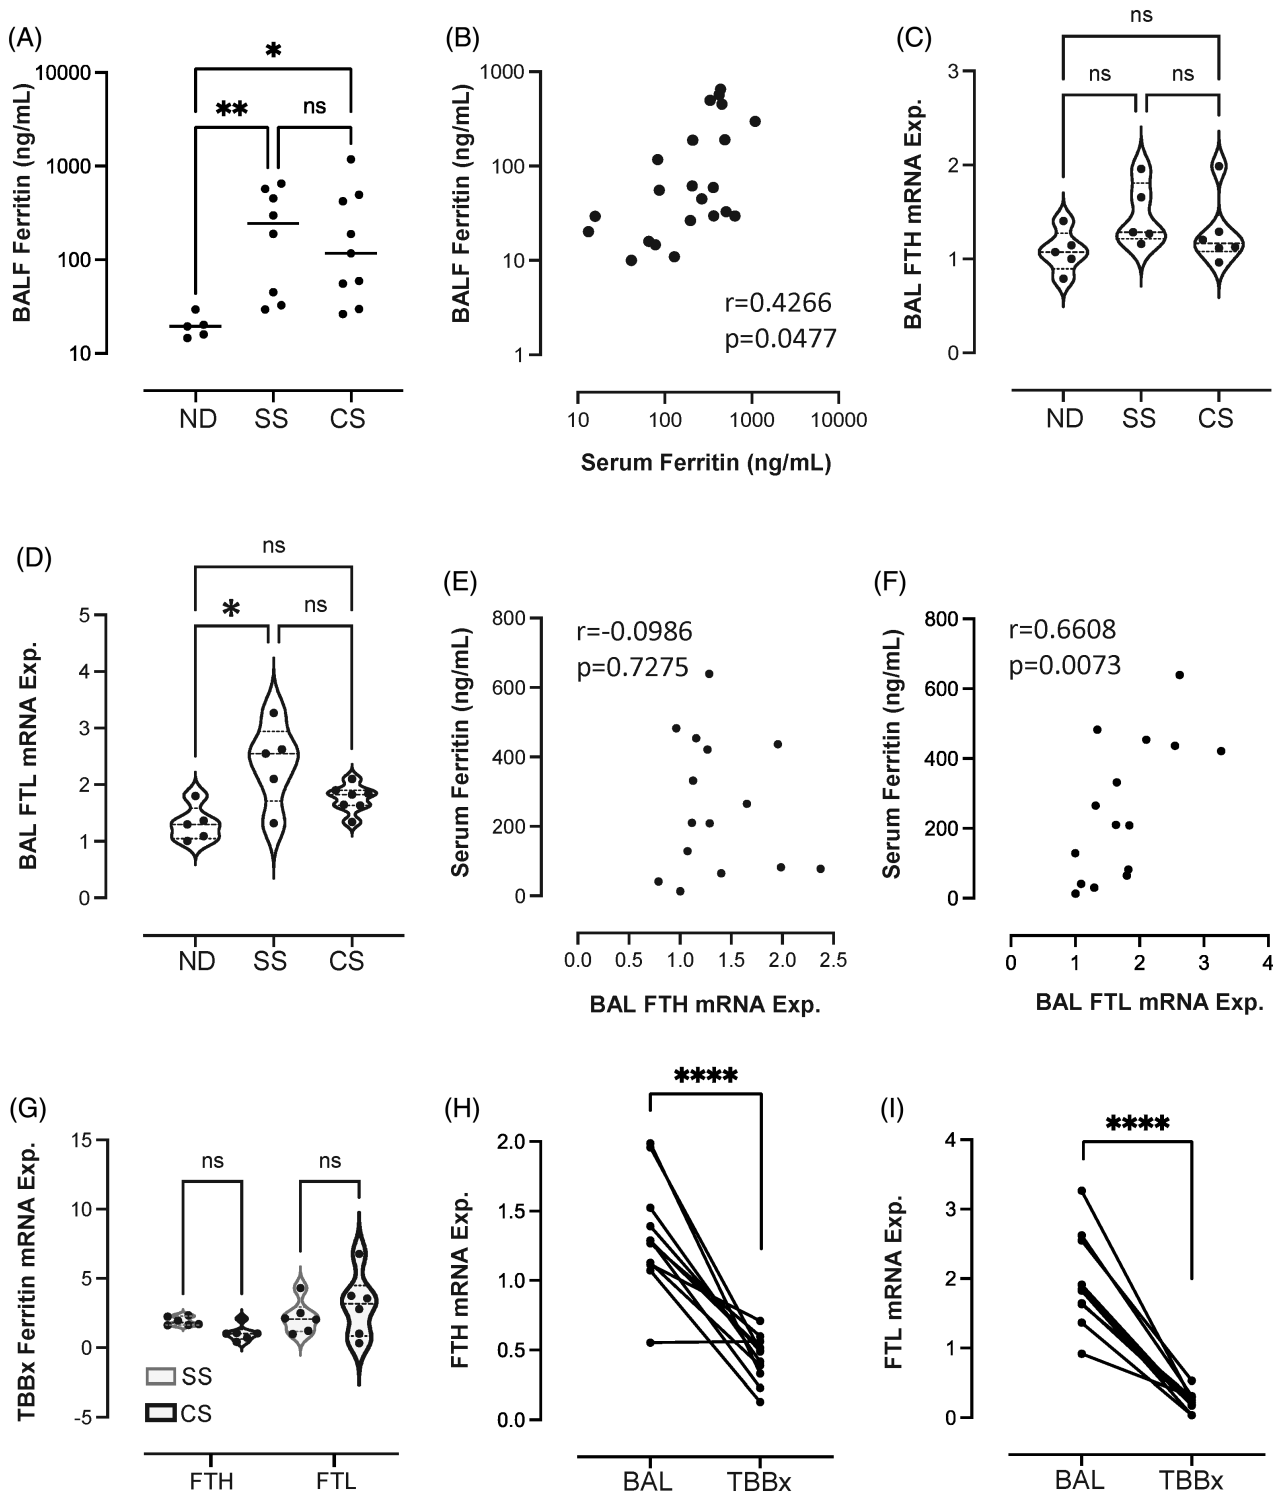 (A)
*
**
ns
10000
1000
100
10
BALF Ferritin (ng/mL)
ND SS CS
(B)
1000
100
10
1
BALF Ferritin (ng/mL)
r=0.4266
p=0.0477
10 100 1000 10000
Serum Ferritin (ng/mL)
(C)
ns
ns ns
3
2
1
0
BAL FTH mRNA Exp.
ND SS CS
(D)
ns
*
ns
5
4
3
2
1
0
BAL FTL mRNA Exp.
ND SS CS
(E)
800
600
400
200
0
Serum Ferritin (ng/mL)
r=-0.0986
p=0.7275
0.0 0.5 1.0 1.5 2.0 2.5
BAL FTH mRNA Exp.
(F)
800
600
400
200
0
Serum Ferritin (ng/mL)
r=0.6608
p=0.0073
0 1 2 3 4
BAL FTL mRNA Exp.
(G)
15
10
5
0
-5
TBBx Ferritin mRNA Exp.
ns ns
SS
CS
FTH FTL
(H)
****
2.0
1.5
1.0
0.5
0.0
FTH mRNA Exp.
BAL TBBx
(I)
****
4
3
2
1
0
FTL mRNA Exp.
BAL TBBx